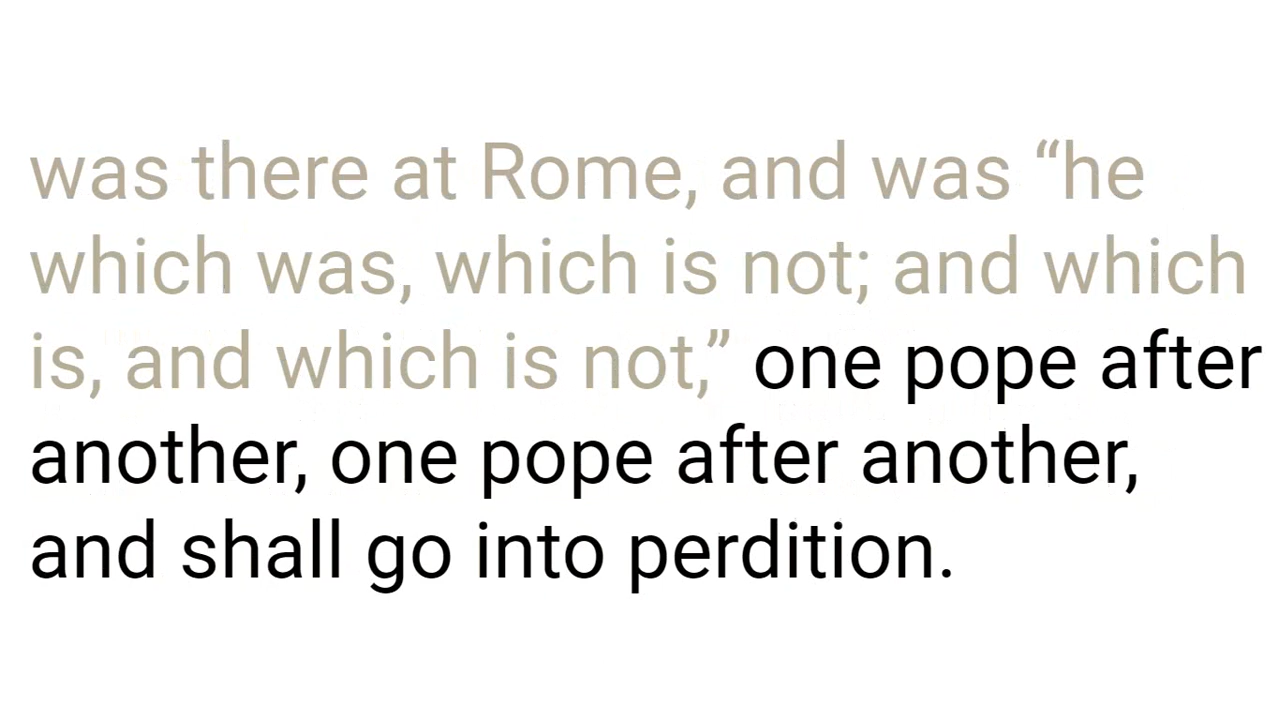 was there at Rome, and was “he
which was, which is not; and which
is, and which is not,” one pope after
another, one pope after another,
and shall go into perdition.